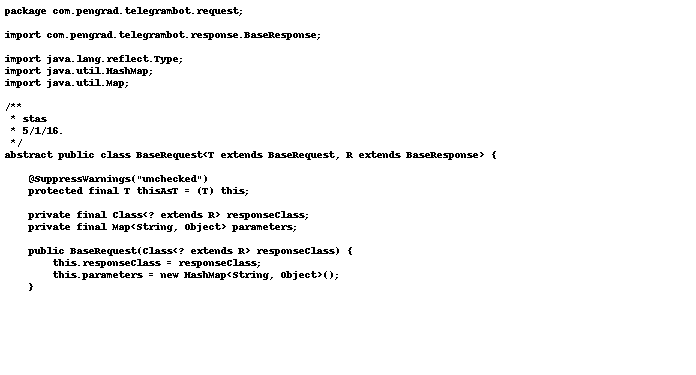 package com.pengrad.telegrambot.request;

import com.pengrad.telegrambot.response.BaseResponse;

import java.lang.reflect.Type;
import java.util.HashMap;
import java.util.Map;

/**
 * stas
 * 5/1/16.
 */
abstract public class BaseRequest<T extends BaseRequest, R extends BaseResponse> {

    @SuppressWarnings("unchecked")
    protected final T thisAsT = (T) this;

    private final Class<? extends R> responseClass;
    private final Map<String, Object> parameters;

    public BaseRequest(Class<? extends R> responseClass) {
        this.responseClass = responseClass;
        this.parameters = new HashMap<String, Object>();
    }